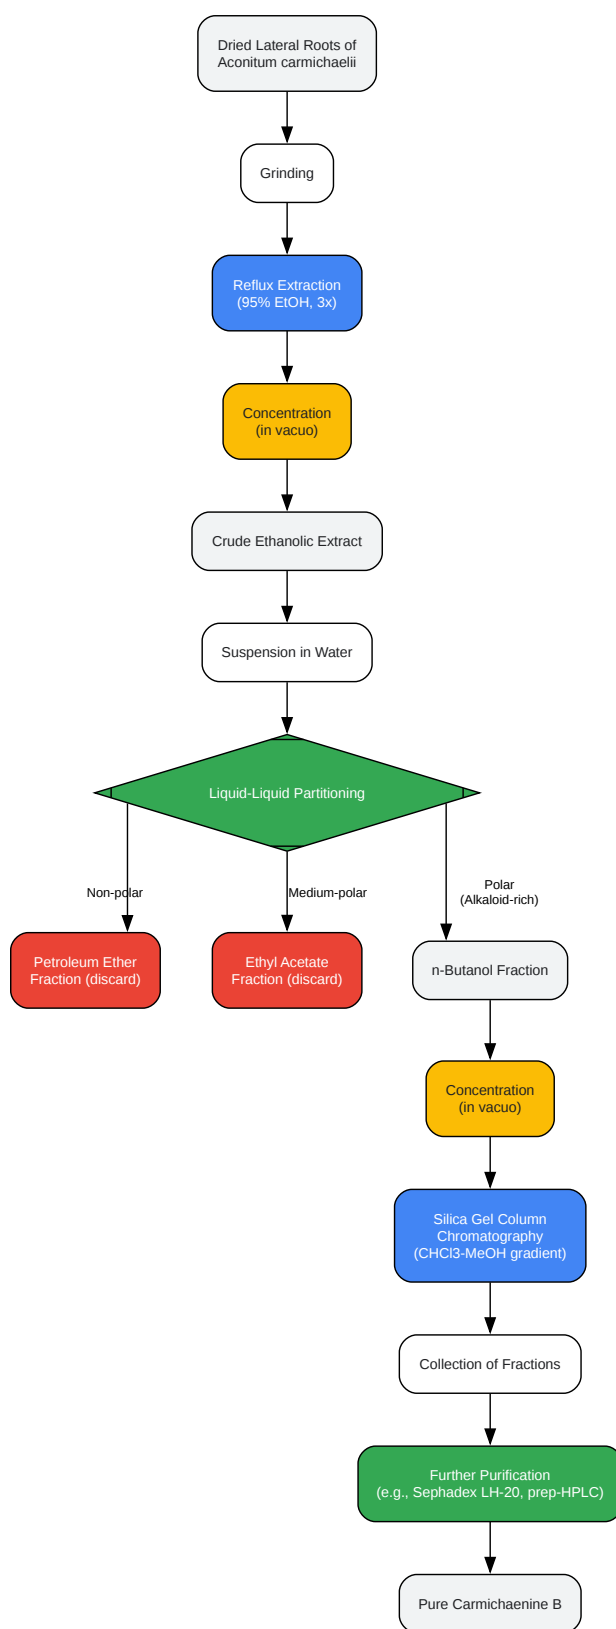 Dried Lateral Roots of
Aconitum carmichaelii
Grinding
Reflux Extraction
(95% EtOH, 3x)
Concentration
(in vacuo)
Crude Ethanolic Extract
Suspension in Water
Liquid-Liquid Partitioning
Non-polar
Medium-polar
Polar
(Alkaloid-rich)
Petroleum Ether
Fraction (discard)
Ethyl Acetate
Fraction (discard)
n-Butanol Fraction
Concentration
(in vacuo)
Silica Gel Column
Chromatography
(CHCl3-MeOH gradient)
Collection of Fractions
Further Purification
(e.g., Sephadex LH-20, prep-HPLC)
Pure Carmichaenine B